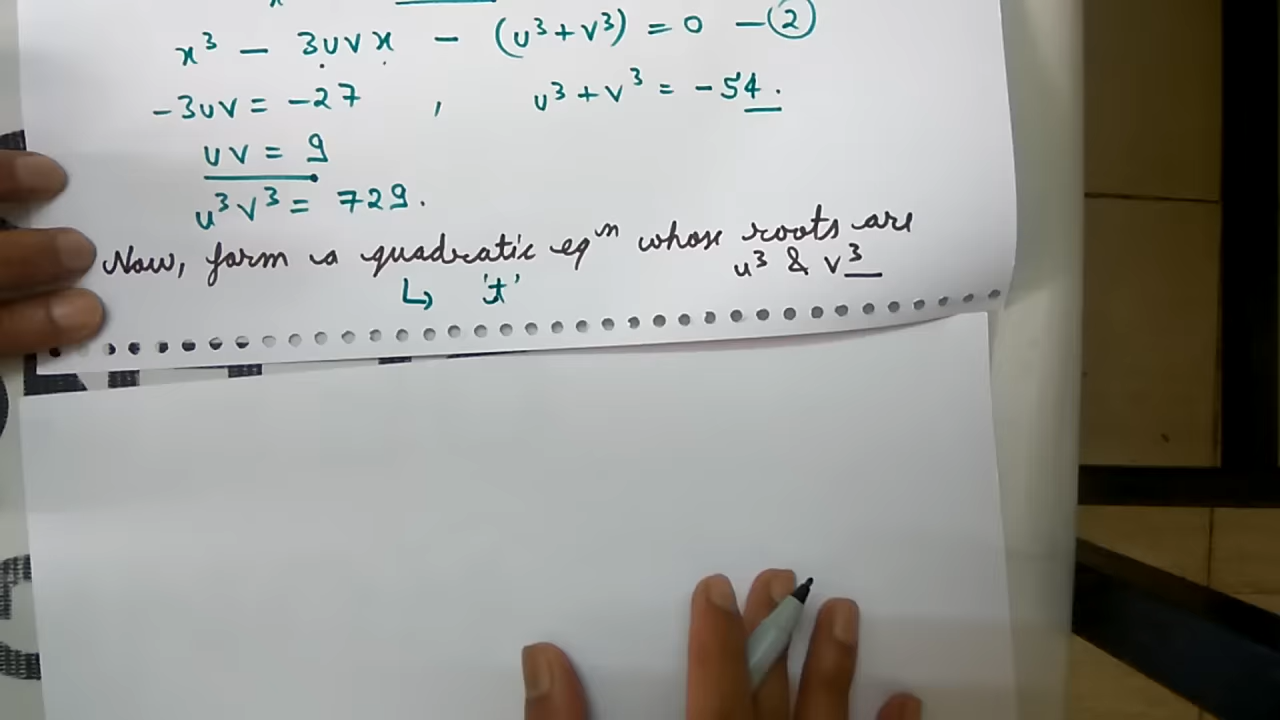 x³ - 3uvx - (u³+v³) = 0 - ②
-3uv = -27 , u³+v³ = -54.
uv = 9
u³v³ = 729.
Now, form a quadratic eqⁿ whose roots are
u³ & v³
↳ 't'